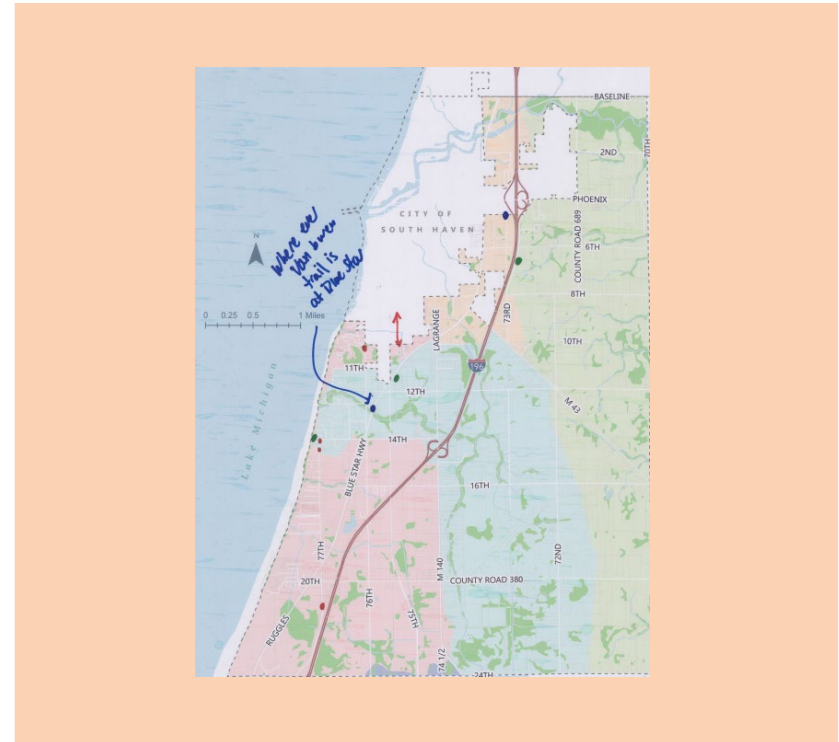 BASELINE
2ND
70TH
PHOENIX
COUNTY ROAD 689
6TH
CITY OF
SOUTH HAVEN
Where ever
Van buren
trail is
at Blue Star
N
0 0.25 0.5 1 Miles
8TH
73RD
LAGRANGE
10TH
11TH
196
12TH
M 43
Lake Michigan
14TH
BLUE STAR HWY
16TH
77TH
72ND
20TH
COUNTY ROAD 380
M 140
76TH
75TH
RUGGLES
74 1/2
24TH